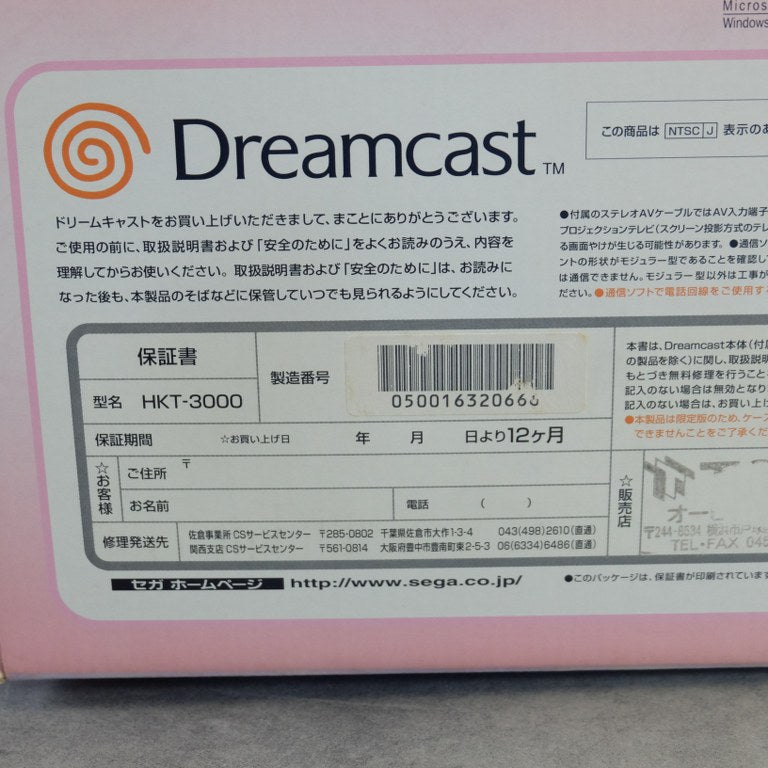 Micros
Windows
Dreamcast TM
この商品は NTSC J 表示のあ
ドリームキャストをお買い上げいただきまして、まことにありがとうございます。
ご使用の前に、取扱説明書および「安全のために」をよくお読みのうえ、内容を
理解してからお使いください。取扱説明書および「安全のために」は、お読みに
なった後も、本製品のそばなどに保管していつでも見られるようにしてください。
●付属のステレオAVケーブルではAV入力端子
プロジェクションテレビ(スクリーン投影方式のテレ
る画面やけが生じる可能性があります。●通信ソ
ントの形状がモジュラー型であることを確認し
は通信できません。モジュラー型以外は工事が
ださい。●通信ソフトで電話回線をご使用する
保証書
型名 HKT-3000
製造番号
保証期間 ☆お買い上げ日 年 月 日より12ヶ月
☆お客様
ご住所 〒
お名前 電話 ( )
修理発送先
佐倉事業所 CSサービスセンター 〒285-0802 千葉県佐倉市大作1-3-4 043(498)2610(直通)
関西支店 CSサービスセンター 〒561-0814 大阪府豊中市豊南町東2-5-3 06(6334)6486(直通)
本書は、Dreamcast本体(付属
の製品を除く)に関し、取扱説明
もとづき無料修理を行うこと
記入のない場合は無効となり
記入のない場合は、お買い上げ
●本製品は限定版のため、ケース
できませんことをご了承くだ
☆販売店
オー
〒244-8534
TEL・FAX 045
セガ ホームページ http://www.sega.co.jp/
●このパッケージは、保証書が印刷されています